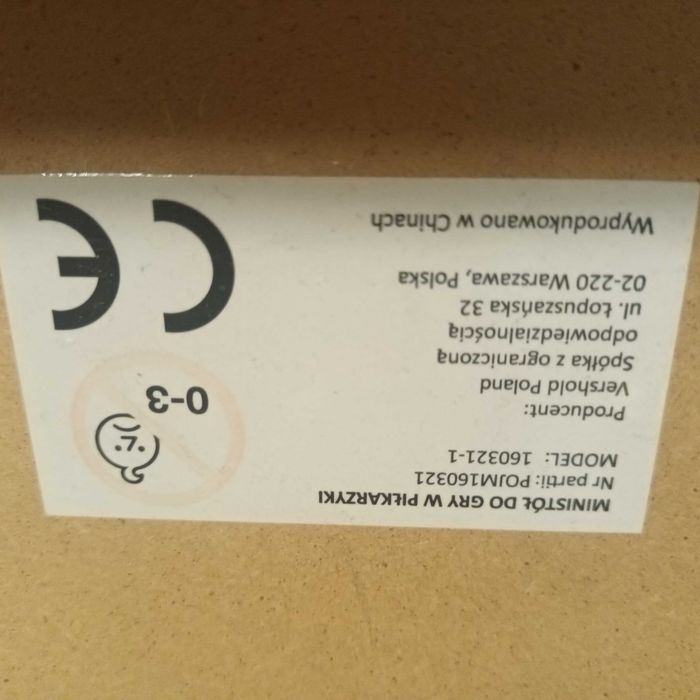 MINISTÓŁ DO GRY W PIŁKARZYKI
Nr partii: POJM160321
MODEL: 160321-1
Producent:
Vershold Poland
Spółka z ograniczoną
odpowiedzialnością
ul. Łopuszańska 32
02-220 Warszawa, Polska
Wyprodukowano w Chinach
0-3
CE